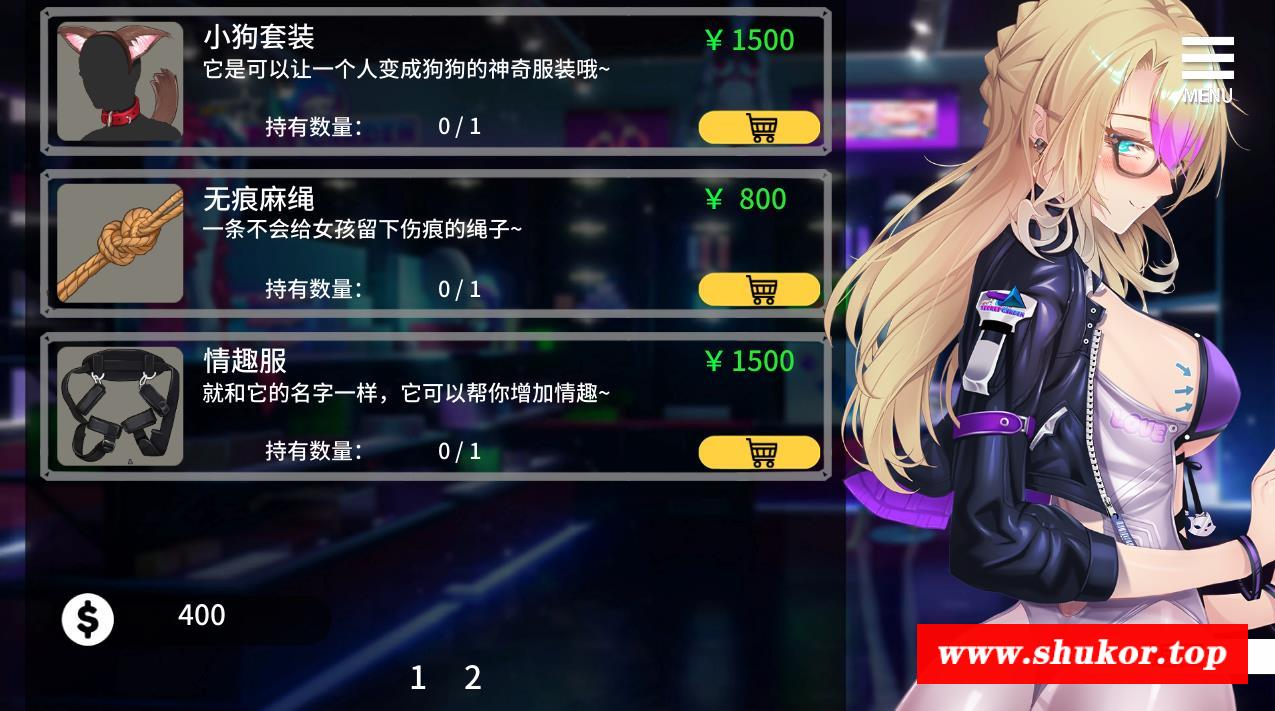 小狗套装
¥ 1500
它是可以让一个人变成狗狗的神奇服装哦~
持有数量: 0 / 1
MENU
无痕麻绳
¥ 800
一条不会给女孩留下伤痕的绳子~
持有数量: 0 / 1
情趣服
¥ 1500
就和它的名字一样，它可以帮你增加情趣~
持有数量: 0 / 1
LOVE
$ 400
1 2
www.shukor.top